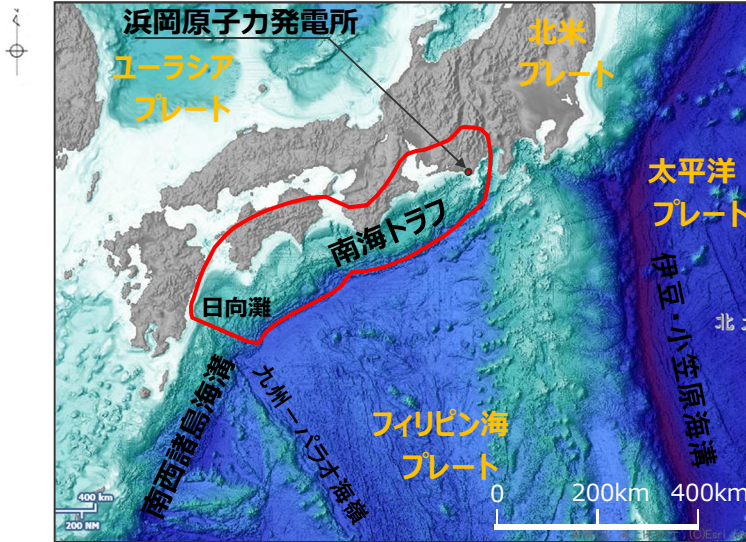 浜岡原子力発電所
北米
プレート
ユーラシア
プレート
太平洋
プレート
南海トラフ
日向灘
伊豆・小笠原海溝
北
南西諸島海溝
九州－パラオ海嶺
フィリピン海
プレート
0 200km 400km
400 km
200 NM